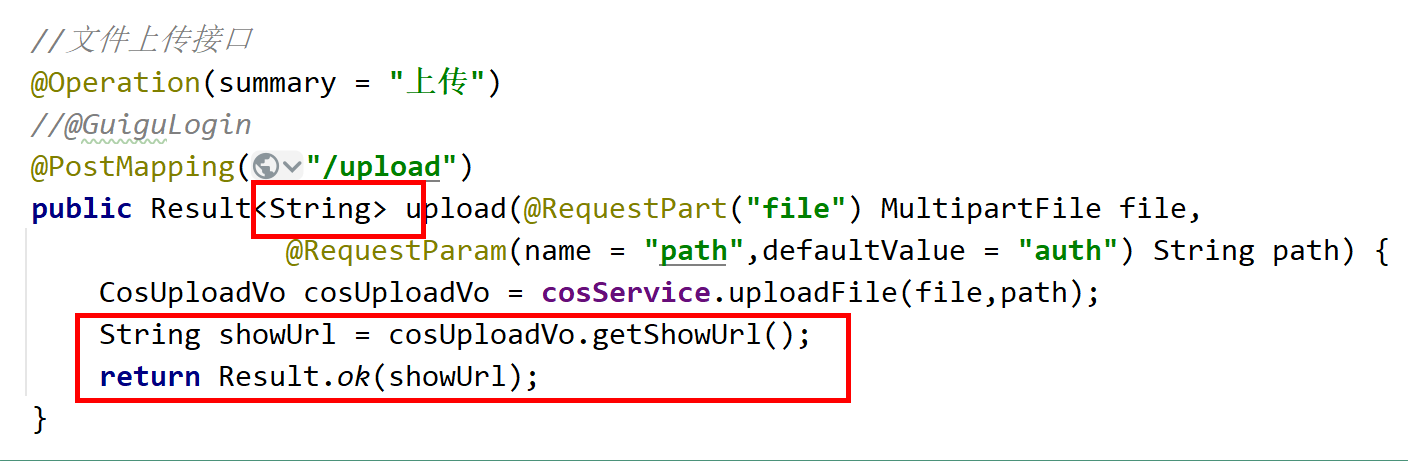 //文件上传接口
@Operation(summary = "上传")
//@GuiguLogin
@PostMapping("/upload")
public Result<String> upload(@RequestPart("file") MultipartFile file,
@RequestParam(name = "path",defaultValue = "auth") String path) {
CosUploadVo cosUploadVo = cosService.uploadFile(file,path);
String showUrl = cosUploadVo.getShowUrl();
return Result.ok(showUrl);
}